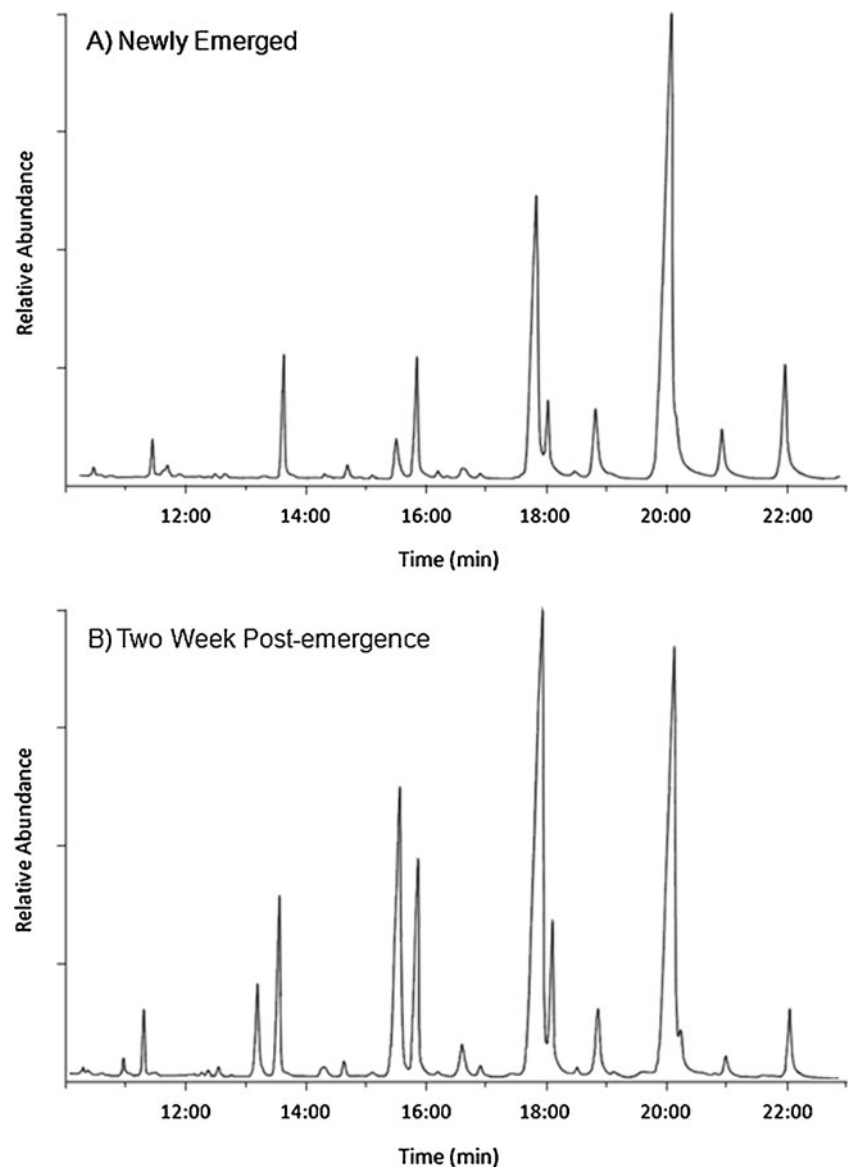 A) Newly Emerged
Relative Abundance
12:00 14:00 16:00 18:00 20:00 22:00
Time (min)
B) Two Week Post-emergence
Relative Abundance
12:00 14:00 16:00 18:00 20:00 22:00
Time (min)